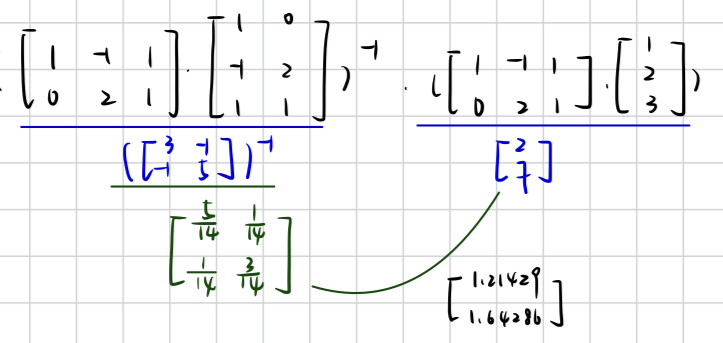 [1 -1 1 0 2 1] · [1 0 -1 2 1 1])⁻¹ · ([1 -1 1 0 2 1] · [1 2 3])
([3 -1 -1 5])⁻¹ [2 7]
[5/14 1/14 1/14 3/14]
[1.21429 1.64286]